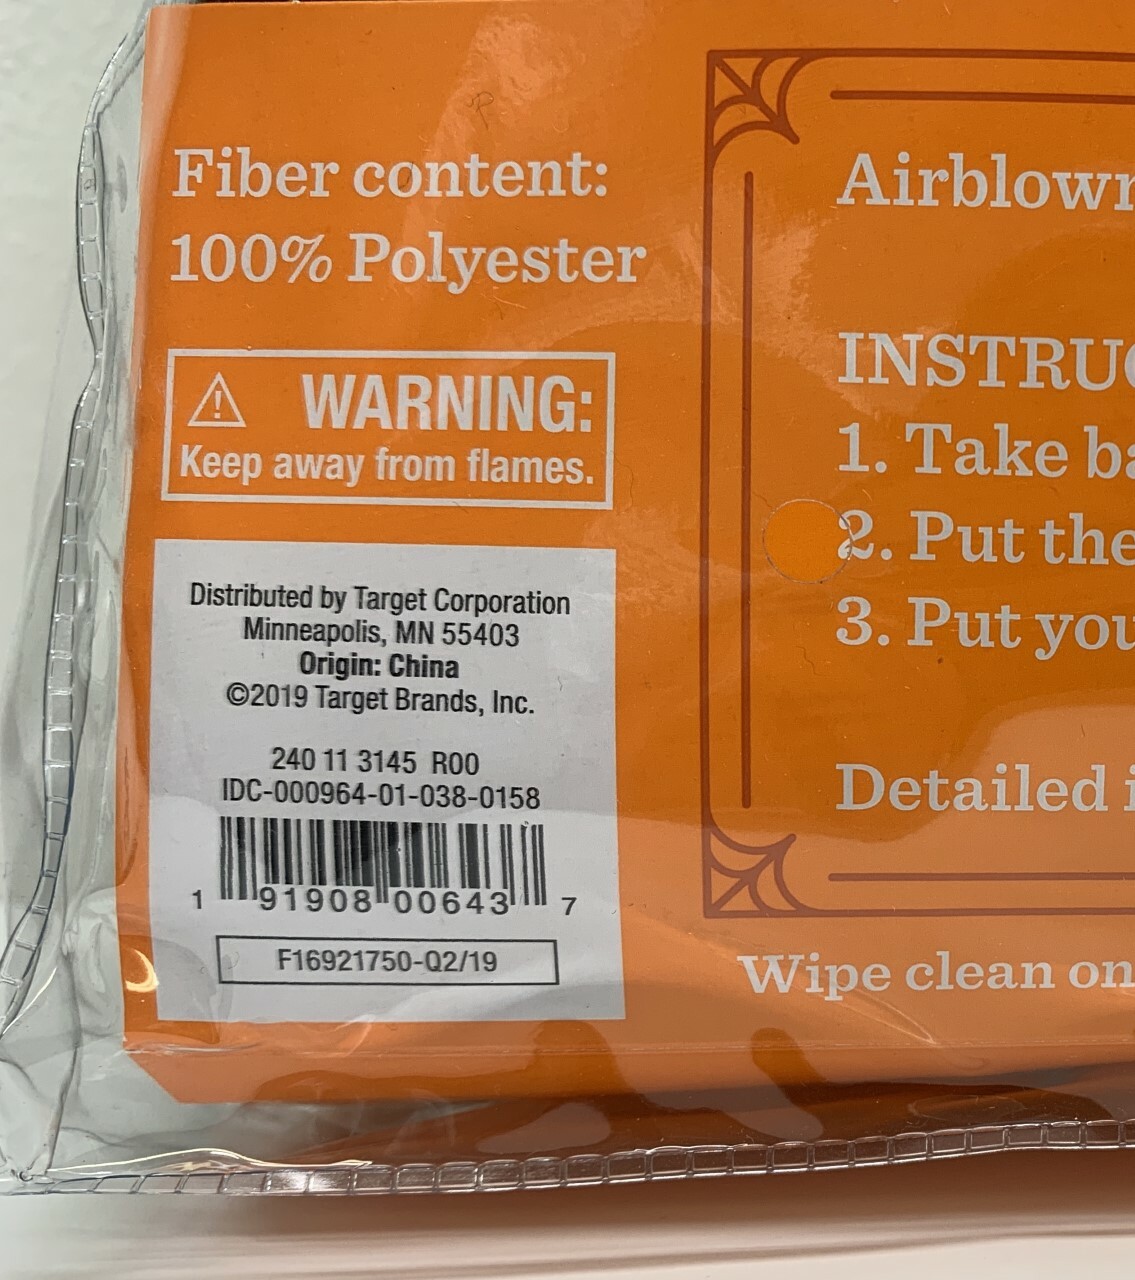 Fiber content:
100% Polyester
WARNING:
Keep away from flames.
Distributed by Target Corporation
Minneapolis, MN 55403
Origin: China
©2019 Target Brands, Inc.
240 11 3145 R00
IDC-000964-01-038-0158
1 91908 00643 7
F16921750-Q2/19
Airblown
INSTRUC
1. Take ba
2. Put the
3. Put you
Detailed i
Wipe clean on